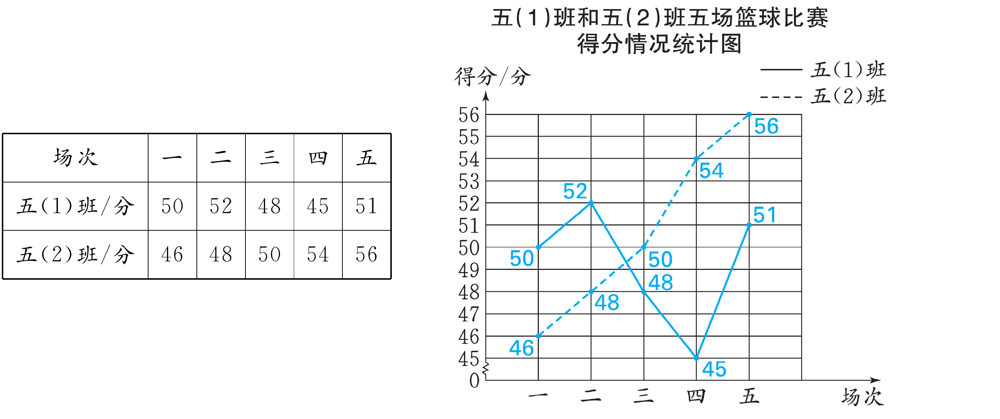 场次 一 二 三 四 五
五(1)班/分 50 52 48 45 51
五(2)班/分 46 48 50 54 56
五(1)班和五(2)班五场篮球比赛
得分情况统计图
得分/分
五(1)班
五(2)班
56
55
54
53
52
51
50
49
48
47
46
45
0
50
52
48
45
51
46
48
50
54
56
一 二 三 四 五
场次